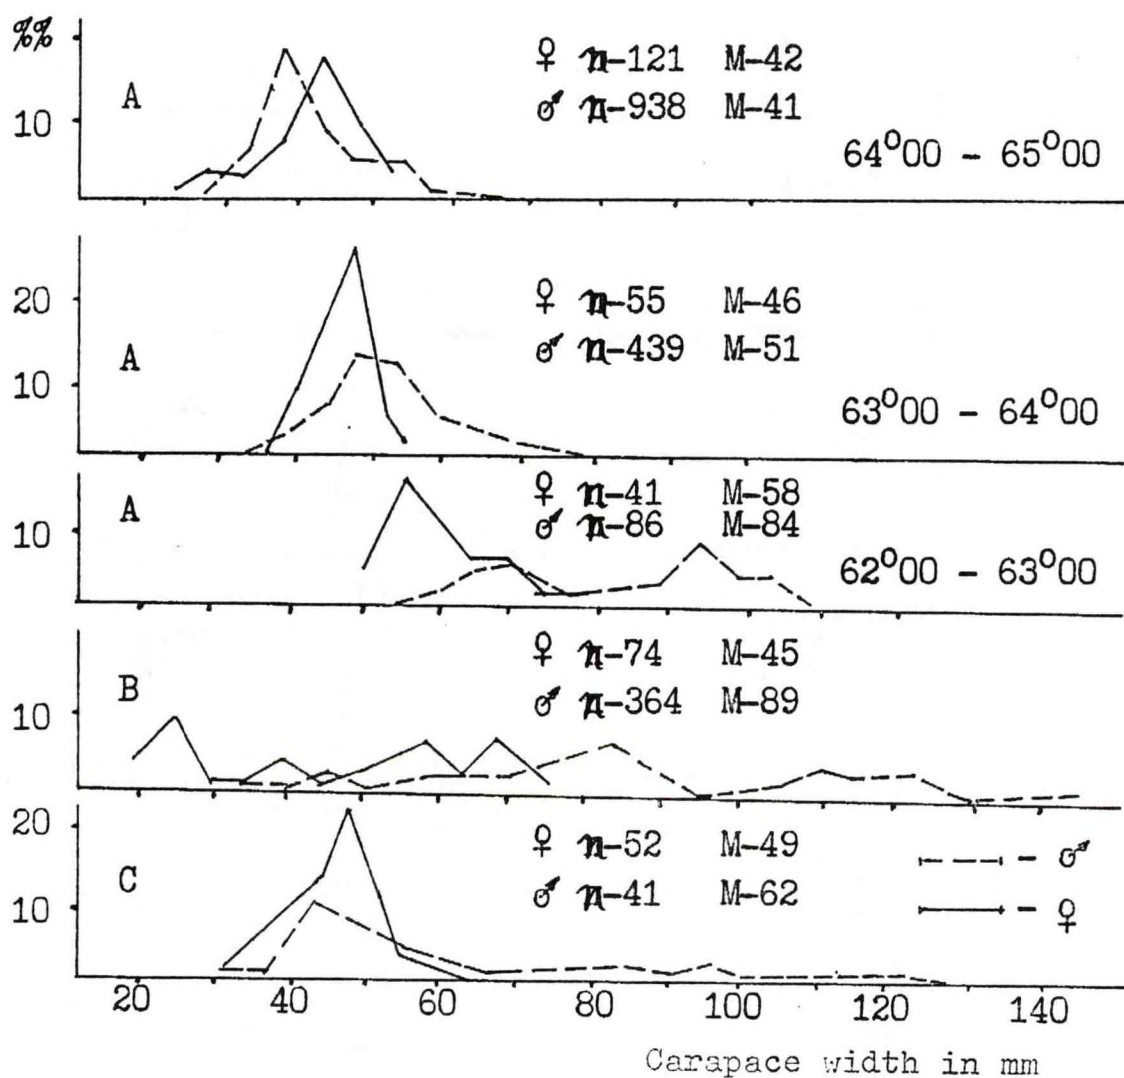 %%
♀ n-121 M-42
A
10
♂ n-938 M-41
64°00 - 65°00
20
♀ n-55 M-46
A
♂ n-439 M-51
10
63°00 - 64°00
A
♀ n-41 M-58
10
♂ n-86 M-84
62°00 - 63°00
♀ n-74 M-45
B
♂ n-364 M-89
10
20
♀ n-52 M-49
- ♂
C
♂ n-41 M-62
10
- ♀
20 40 60 80 100 120 140
Carapace width in mm